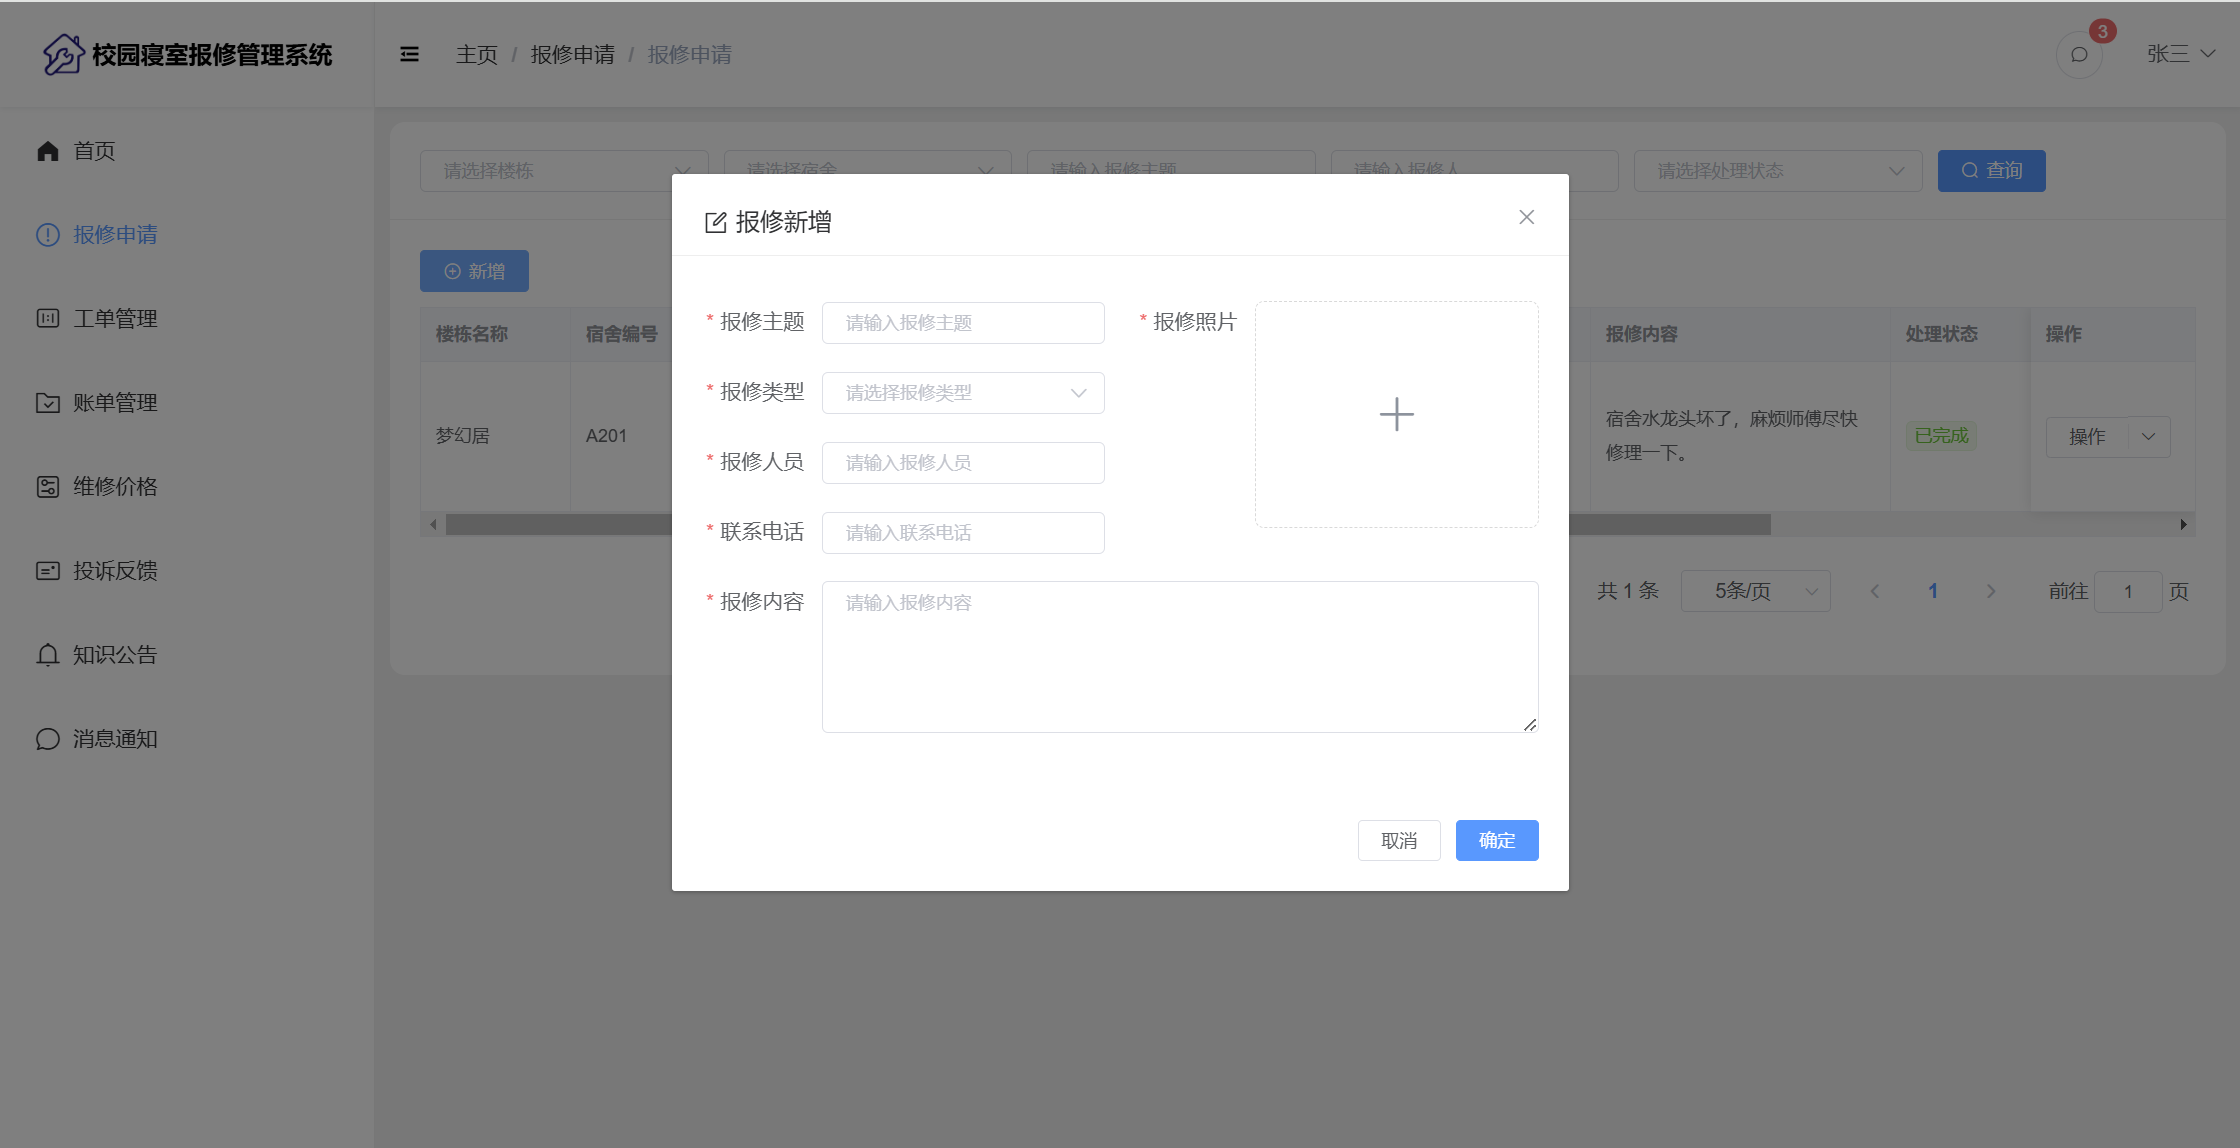 校园寝室报修管理系统
主页 / 报修申请 / 报修申请
3
张三
首页
报修申请
工单管理
账单管理
维修价格
投诉反馈
知识公告
消息通知
请选择楼栋
请选择宿舍
请输入报修主题
请输入报修人
请选择处理状态
查询
新增
楼栋名称
宿舍编号
报修内容
处理状态
操作
梦幻居
A201
宿舍水龙头坏了，麻烦师傅尽快
修理一下。
已完成
操作
共 1 条
5条/页
1
前往 1 页
报修新增
* 报修主题
请输入报修主题
* 报修照片
* 报修类型
请选择报修类型
* 报修人员
请输入报修人员
* 联系电话
请输入联系电话
* 报修内容
请输入报修内容
取消
确定